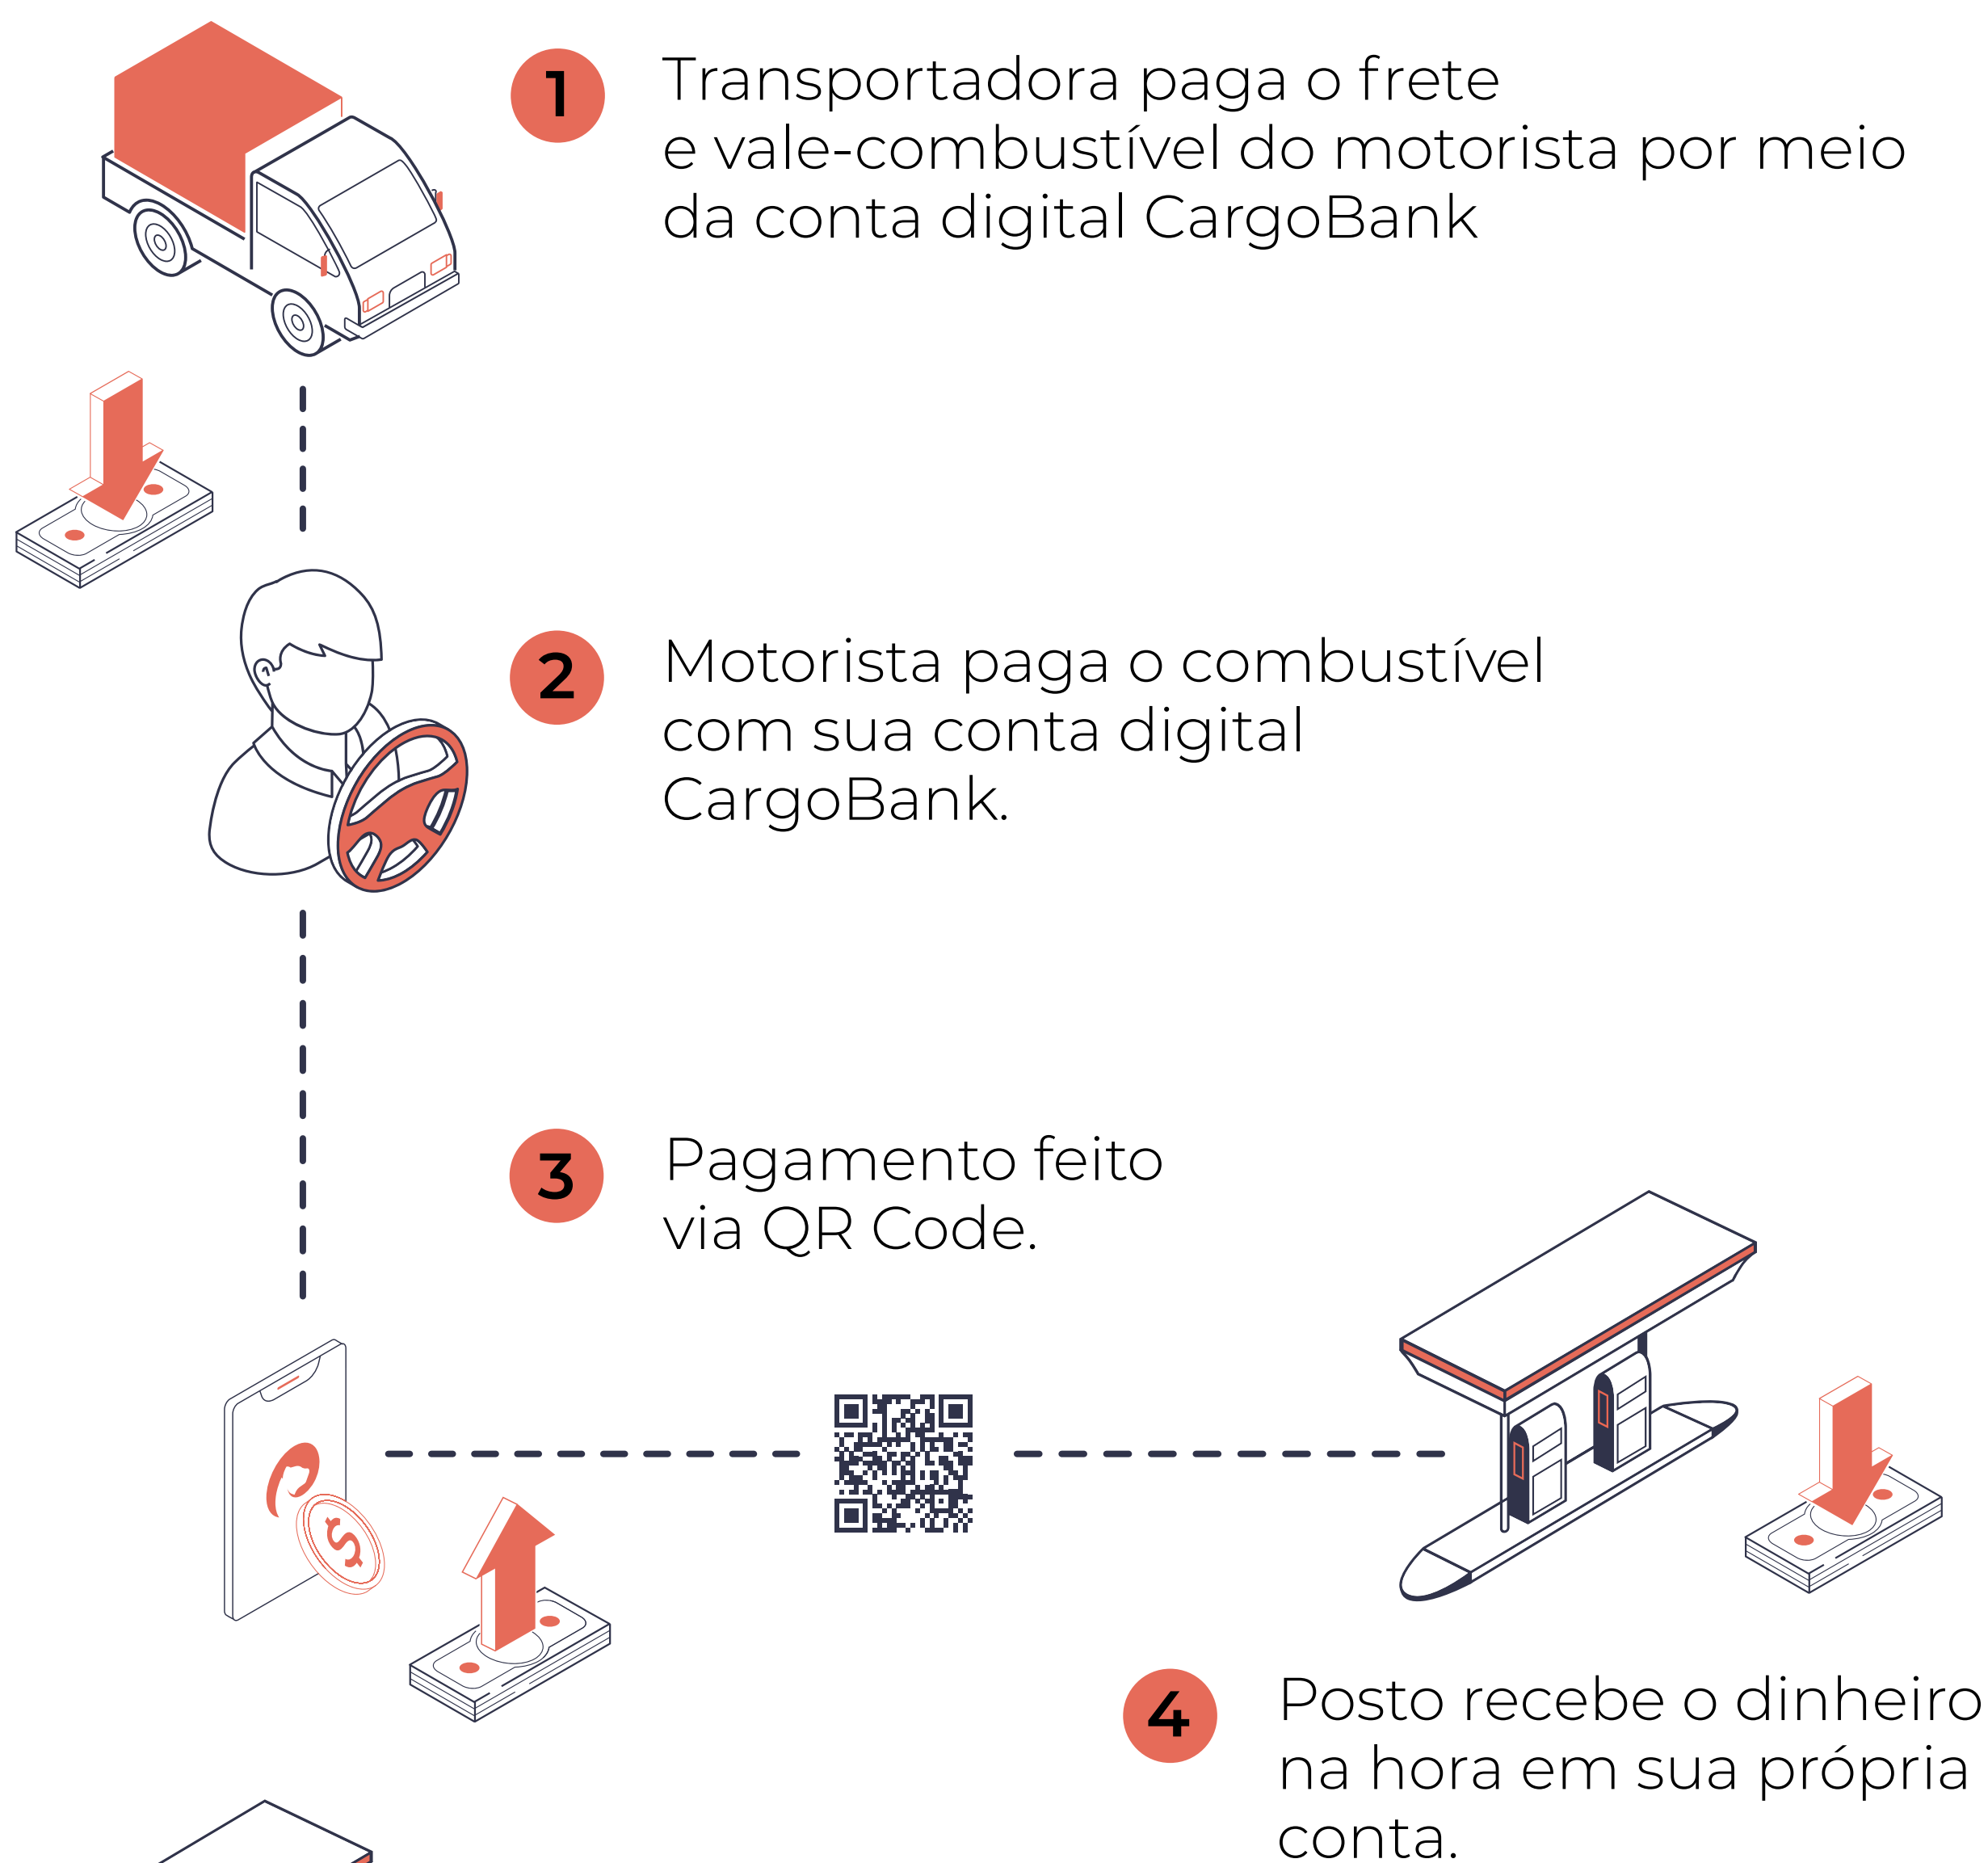 1
Transportadora paga o frete
e vale-combustível do motorista por meio
da conta digital CargoBank
2
Motorista paga o combustível
com sua conta digital
CargoBank.
3
Pagamento feito
via QR Code.
$
4
Posto recebe o dinheiro
na hora em sua própria
conta.